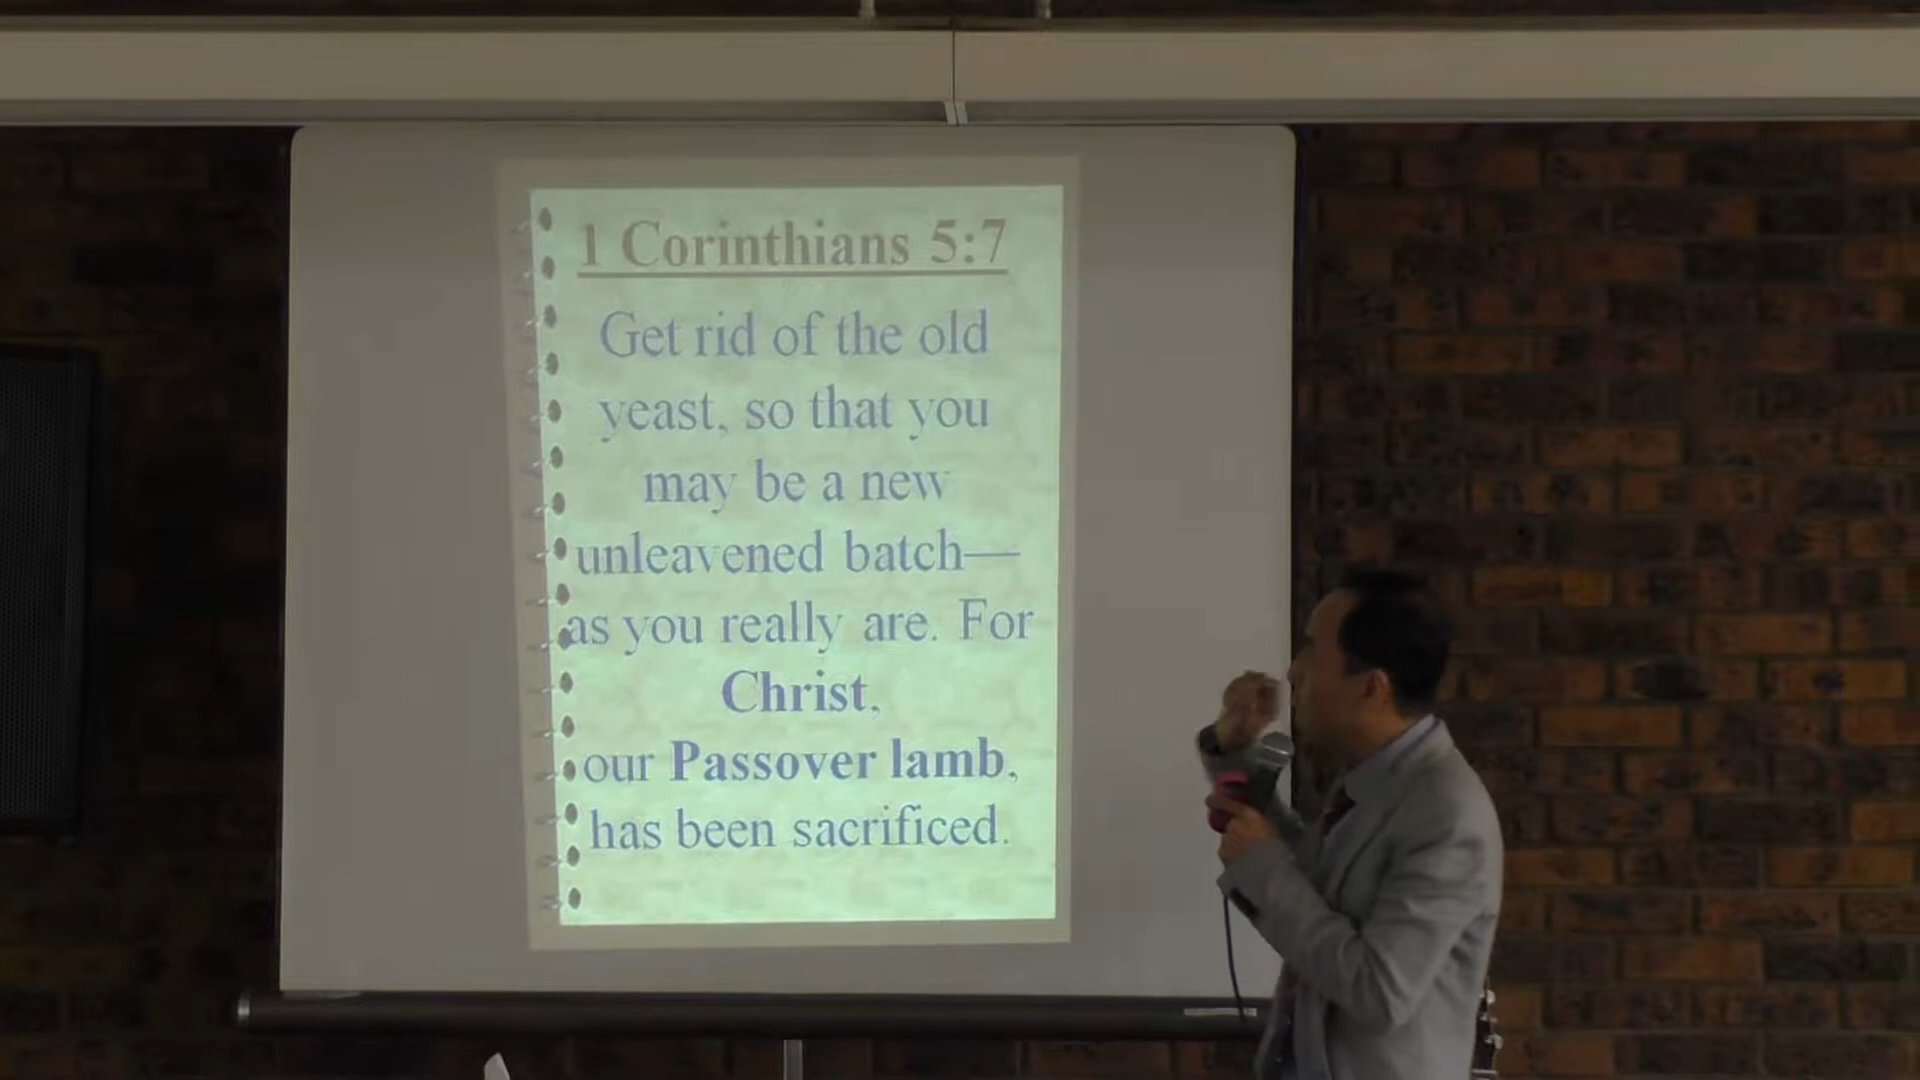 1 Corinthians 5:7
Get rid of the old
yeast, so that you
may be a new
unleavened batch—
as you really are. For
Christ,
our Passover lamb,
has been sacrificed.